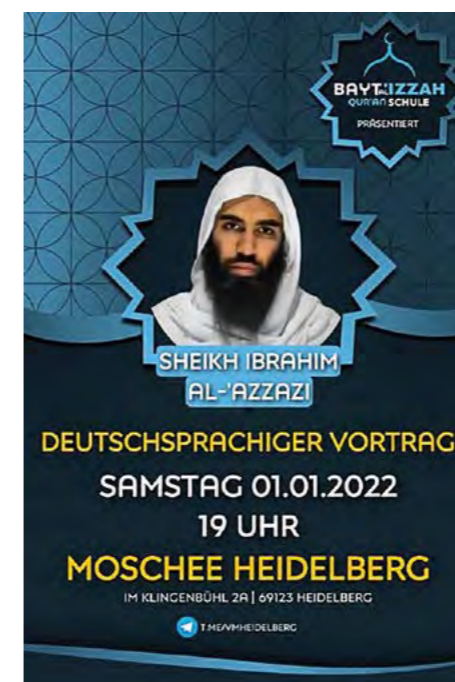 BAYT-IZZAH
QUR'AN SCHULE
PRÄSENTIERT
SHEIKH IBRAHIM
AL-'AZZAZI
DEUTSCHSPRACHIGER VORTRAG
SAMSTAG 01.01.2022
19 UHR
MOSCHEE HEIDELBERG
IM KLINGENBÜHL 2A | 69123 HEIDELBERG
T.ME/VMHEIDELBERG